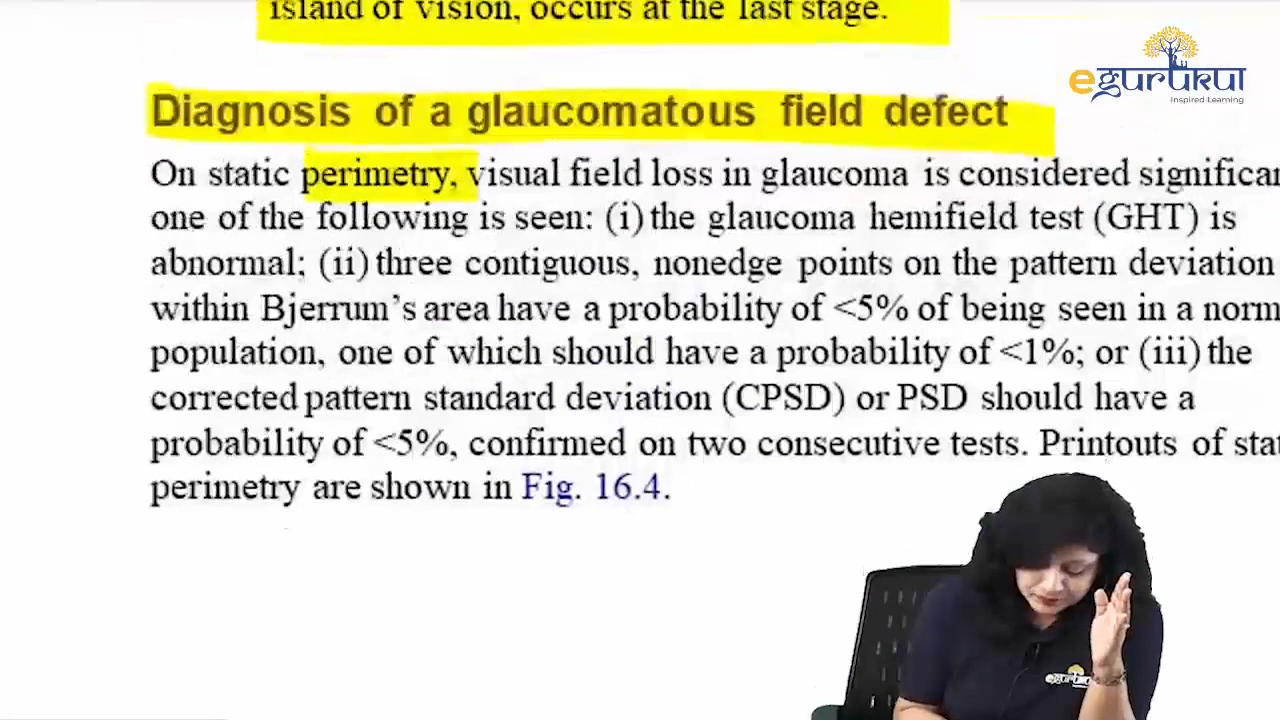 island of vision, occurs at the last stage.
egurukul
Inspired Learning
Diagnosis of a glaucomatous field defect
On static perimetry, visual field loss in glaucoma is considered
one of the following is seen: (i) the glaucoma hemifield test (GHT) is
abnormal; (ii) three contiguous, nonedge points on the pattern deviation
within Bjerrum's area have a probability of <5% of being seen in a
population, one of which should have a probability of <1%; or (iii) the
corrected pattern standard deviation (CPSD) or PSD should have a
probability of <5%, confirmed on two consecutive tests. Printouts of
perimetry are shown in Fig. 16.4.